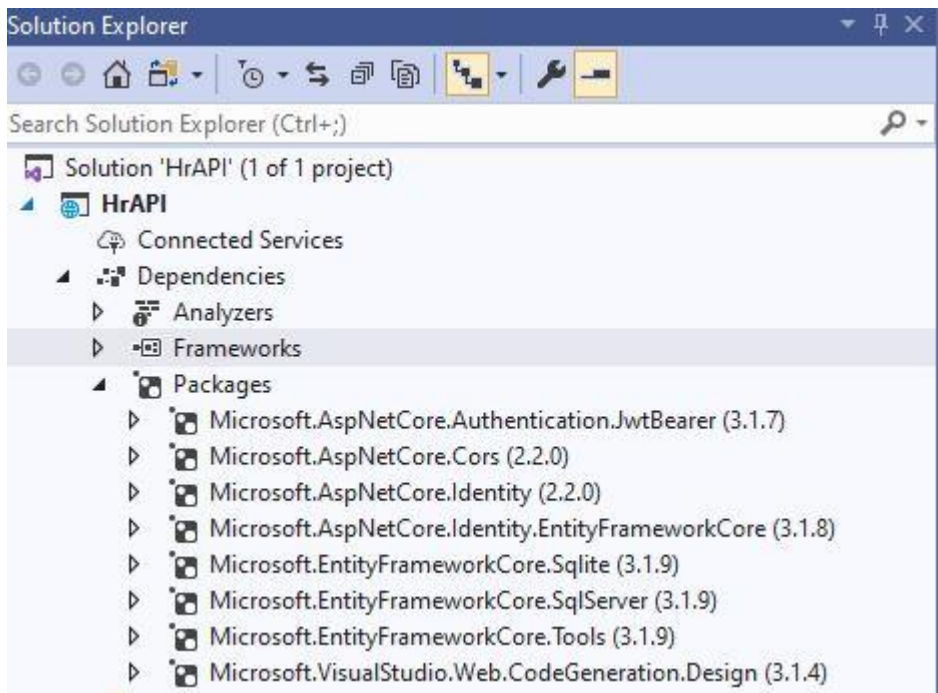 Solution Explorer
Search Solution Explorer (Ctrl+;)
Solution 'HrAPI' (1 of 1 project)
HrAPI
Connected Services
Dependencies
Analyzers
Frameworks
Packages
Microsoft.AspNetCore.Authentication.JwtBearer (3.1.7)
Microsoft.AspNetCore.Cors (2.2.0)
Microsoft.AspNetCore.Identity (2.2.0)
Microsoft.AspNetCore.Identity.EntityFrameworkCore (3.1.8)
Microsoft.EntityFrameworkCore.Sqlite (3.1.9)
Microsoft.EntityFrameworkCore.SqlServer (3.1.9)
Microsoft.EntityFrameworkCore.Tools (3.1.9)
Microsoft.VisualStudio.Web.CodeGeneration.Design (3.1.4)